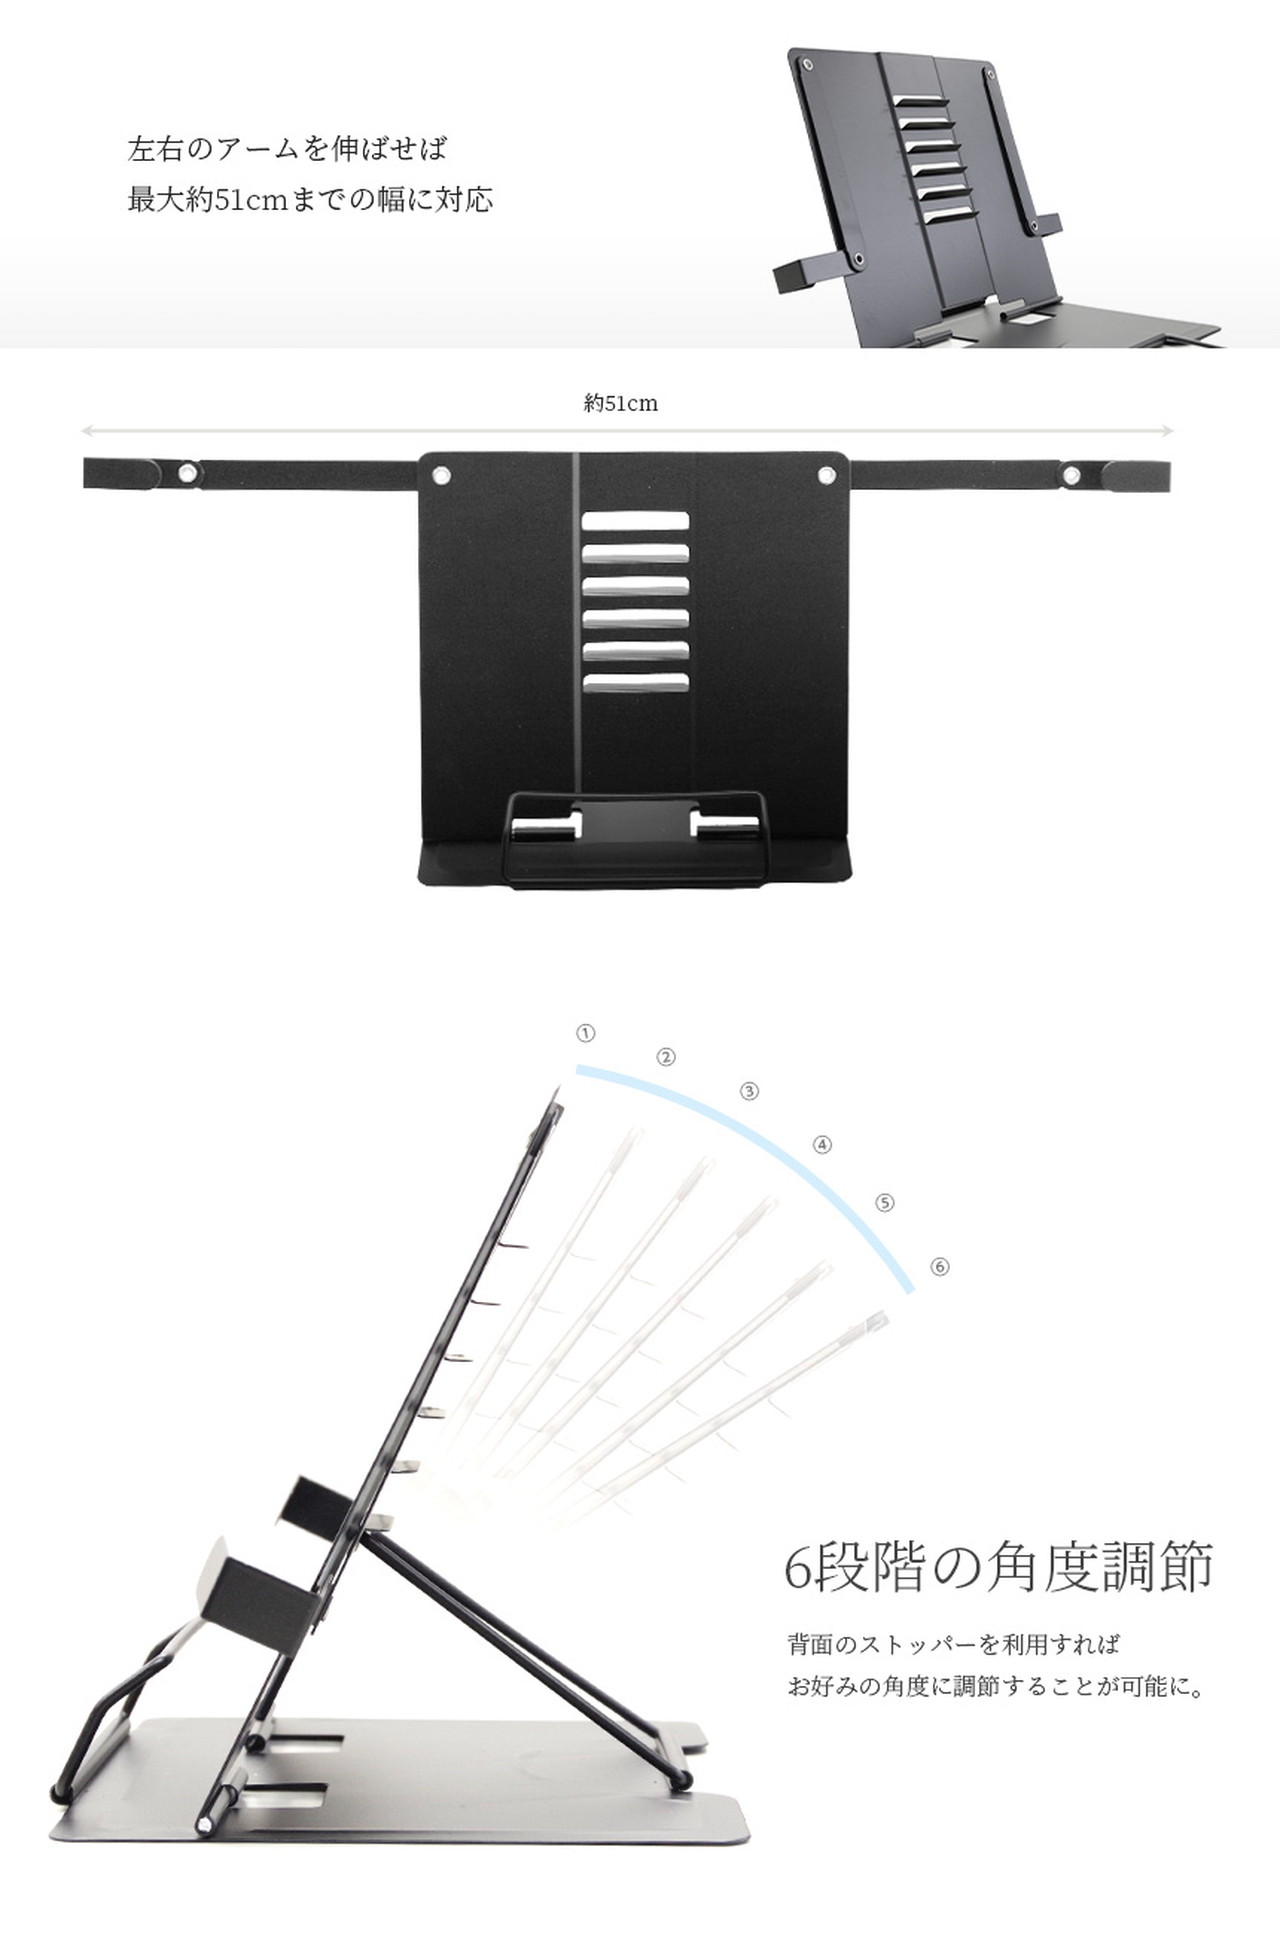 左右のアームを伸ばせば
最大約51cmまでの幅に対応
約51cm
①
②
③
④
⑤
⑥
6段階の角度調節
背面のストッパーを利用すれば
お好みの角度に調節することが可能に。